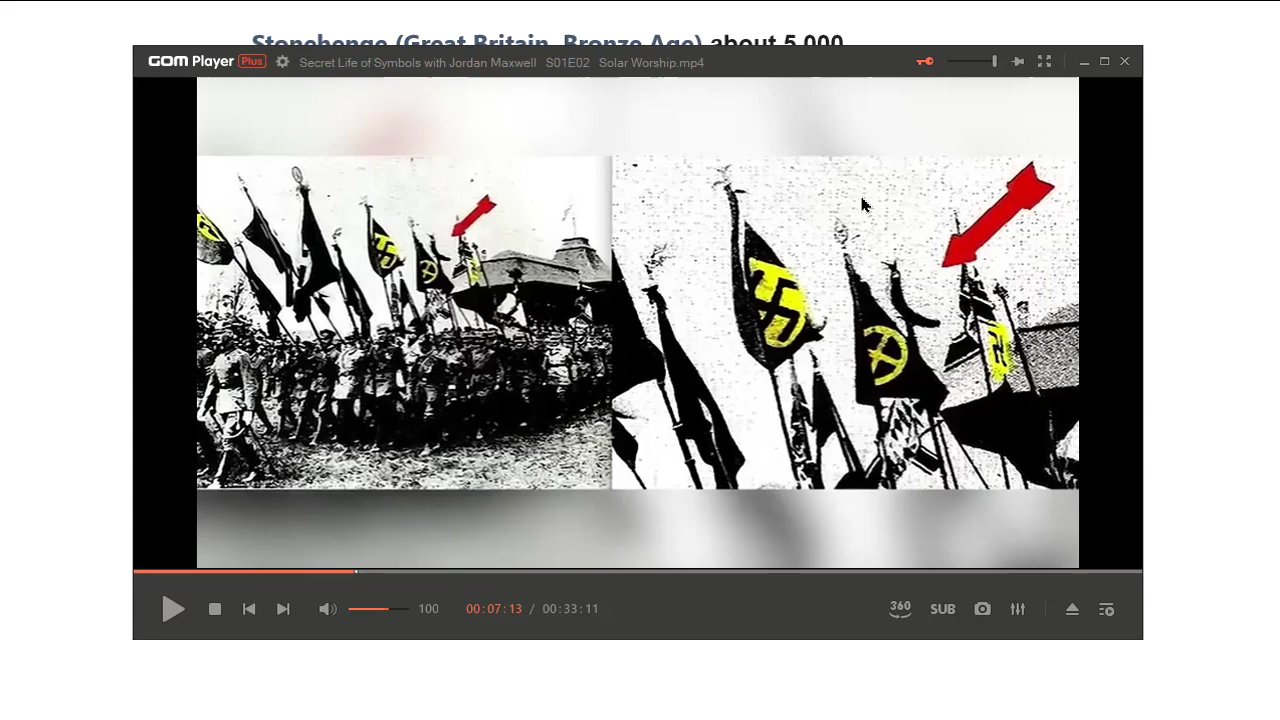 Stonehenge (Great Britain, Bronze Age) about 5,000
GOM Player Plus Secret Life of Symbols with Jordan Maxwell S01E02 Solar Worship.mp4
100 00:07:13 / 00:33:11 360 SUB